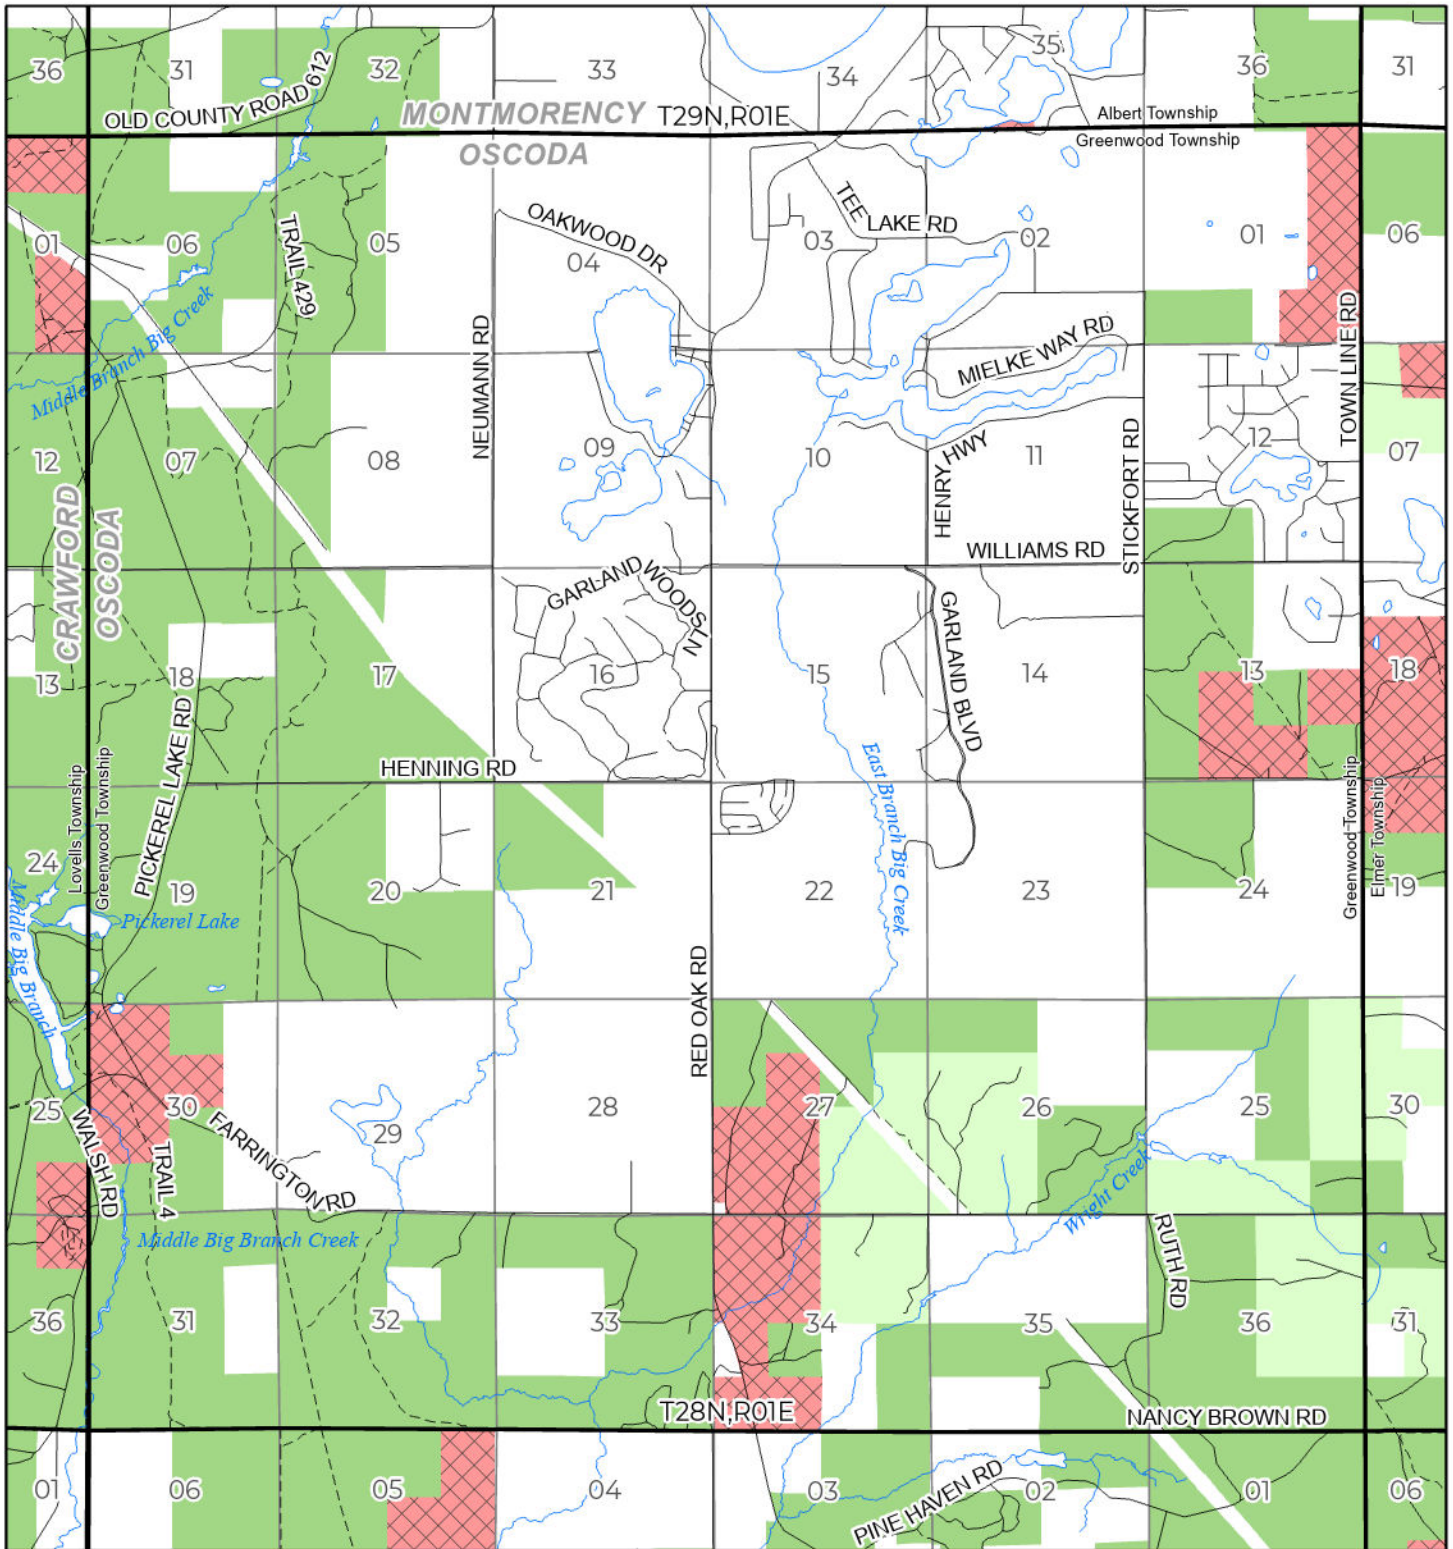 36
31
32
33
34
35
36
31
OLD COUNTY ROAD 612
MONTMORENCY
T29N,R01E
Albert Township
OSCODA
Greenwood Township
01
06
TRAIL 429
05
OAKWOOD DR
04
TEE LAKE RD
03
02
01
06
Middle Branch Big Creek
NEUMANN RD
MIELKE WAY RD
TOWN LINE RD
12
07
08
09
10
HENRY HWY
11
STICKFORT RD
12
07
CRAWFORD
OSCODA
WILLIAMS RD
GARLAND WOODS LN
GARLAND BLVD
13
18
17
16
15
14
13
18
PICKEREL LAKE RD
HENNING RD
East Branch Big Creek
Lovells Township
Greenwood Township
Greenwood Township
Elmer Township
24
19
20
21
22
23
24
19
Pickerel Lake
Middle Big Branch
RED OAK RD
25
30
29
28
27
26
25
30
WALSH RD
TRAIL 4
FARRINGTON RD
Wright Creek
Middle Big Branch Creek
RUTH RD
36
31
32
33
34
35
36
31
T28N,R01E
NANCY BROWN RD
01
06
05
04
03
PINE HAVEN RD
02
01
06